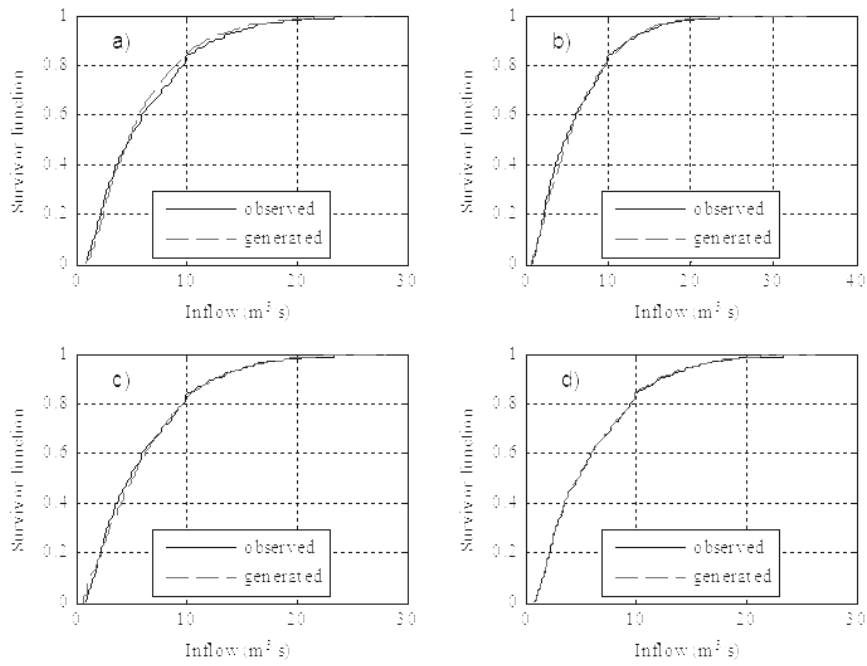 a)
Survivor function
1
0.8
0.6
0.4
0.2
0
observed
generated
0 10 20 30
Inflow (m³ s)
b)
Survivor function
1
0.8
0.6
0.4
0.2
0
observed
generated
0 10 20 30 40
Inflow (m³ s)
c)
Survivor function
1
0.8
0.6
0.4
0.2
0
observed
generated
0 10 20 30
Inflow (m³ s)
d)
Survivor function
1
0.8
0.6
0.4
0.2
0
observed
generated
0 10 20 30
Inflow (m³ s)